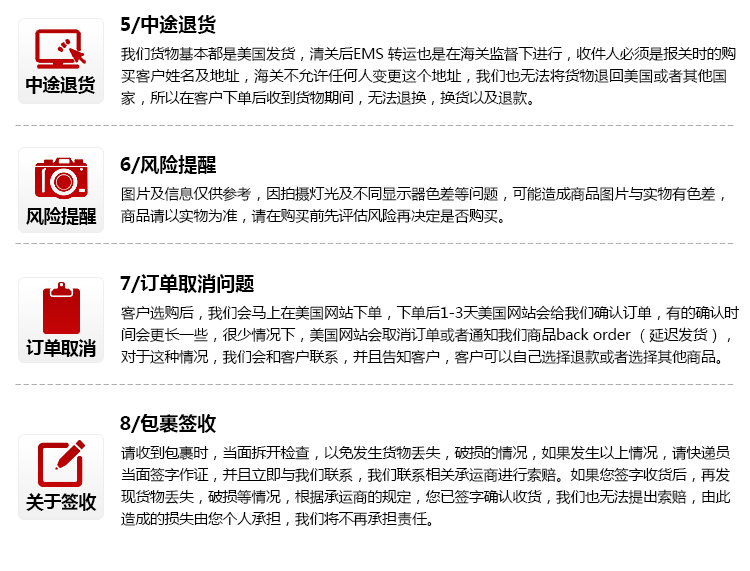 5/中途退货
中途退货
我们货物基本都是美国发货，清关后EMS 转运也是在海关监督下进行，收件人必须是报关时的购
买客户姓名及地址，海关不允许任何人变更这个地址，我们也无法将货物退回美国或者其他国
家，所以在客户下单后收到货物期间，无法退换，换货以及退款。
6/风险提醒
风险提醒
图片及信息仅供参考，因拍摄灯光及不同显示器色差等问题，可能造成商品图片与实物有色差，
商品请以实物为准，请在购买前先评估风险再决定是否购买。
7/订单取消问题
订单取消
客户选购后，我们会马上在美国网站下单，下单后1-3天美国网站会给我们确认订单，有的确认时
间会更长一些，很少情况下，美国网站会取消订单或者通知我们商品back order（延迟发货），
对于这种情况，我们会和客户联系，并且告知客户，客户可以自己选择退款或者选择其他商品。
8/包裹签收
关于签收
请收到包裹时，当面拆开检查，以免发生货物丢失，破损的情况，如果发生以上情况，请快递员
当面签字作证，并且立即与我们联系，我们联系相关承运商进行索赔。如果您签字收货后，再发
现货物丢失，破损等情况，根据承运商的规定，您已签字确认收货，我们也无法提出索赔，由此
造成的损失由您个人承担，我们将不再承担责任。